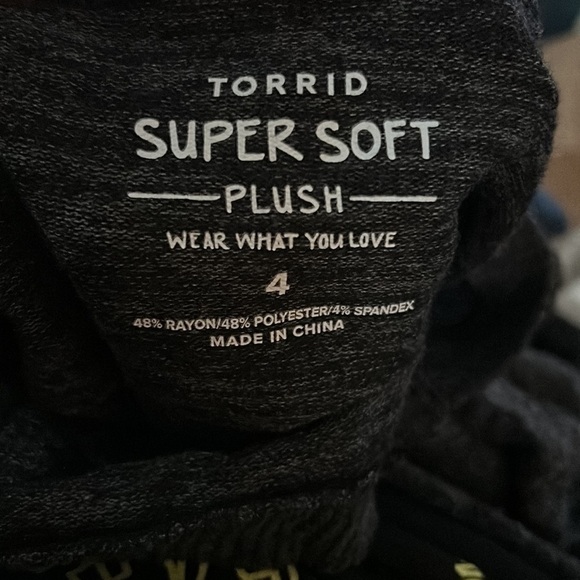 TORRID
SUPER SOFT
PLUSH
WEAR WHAT YOU LOVE
4
48% RAYON/48% POLYESTER/4% SPANDEX
MADE IN CHINA